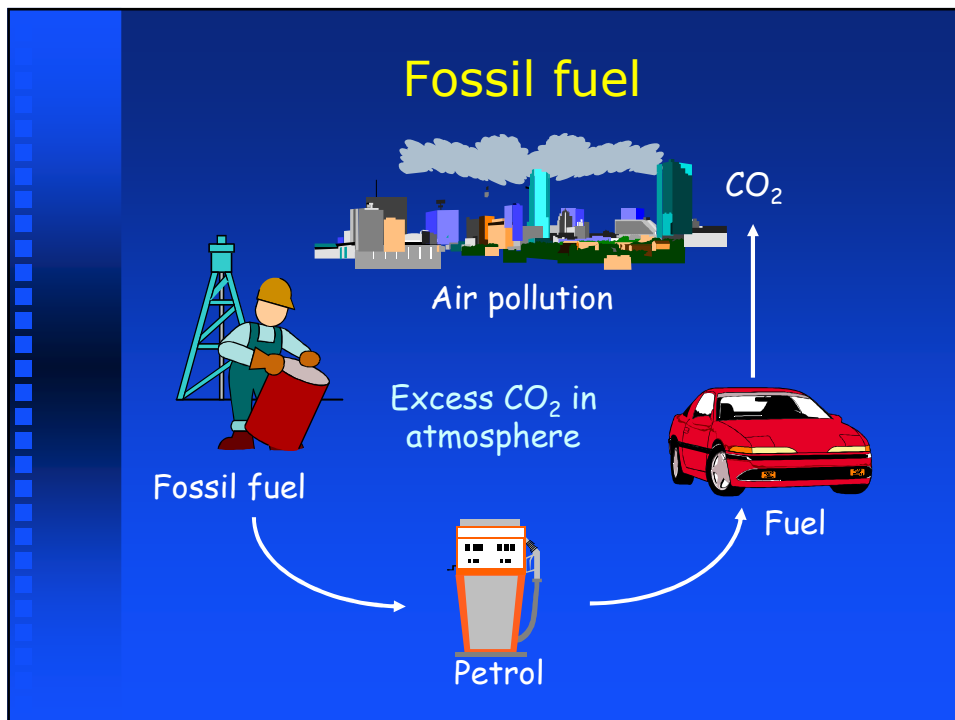 Fossil fuel
CO₂
Air pollution
Excess CO₂ in
atmosphere
Fossil fuel
Fuel
Petrol